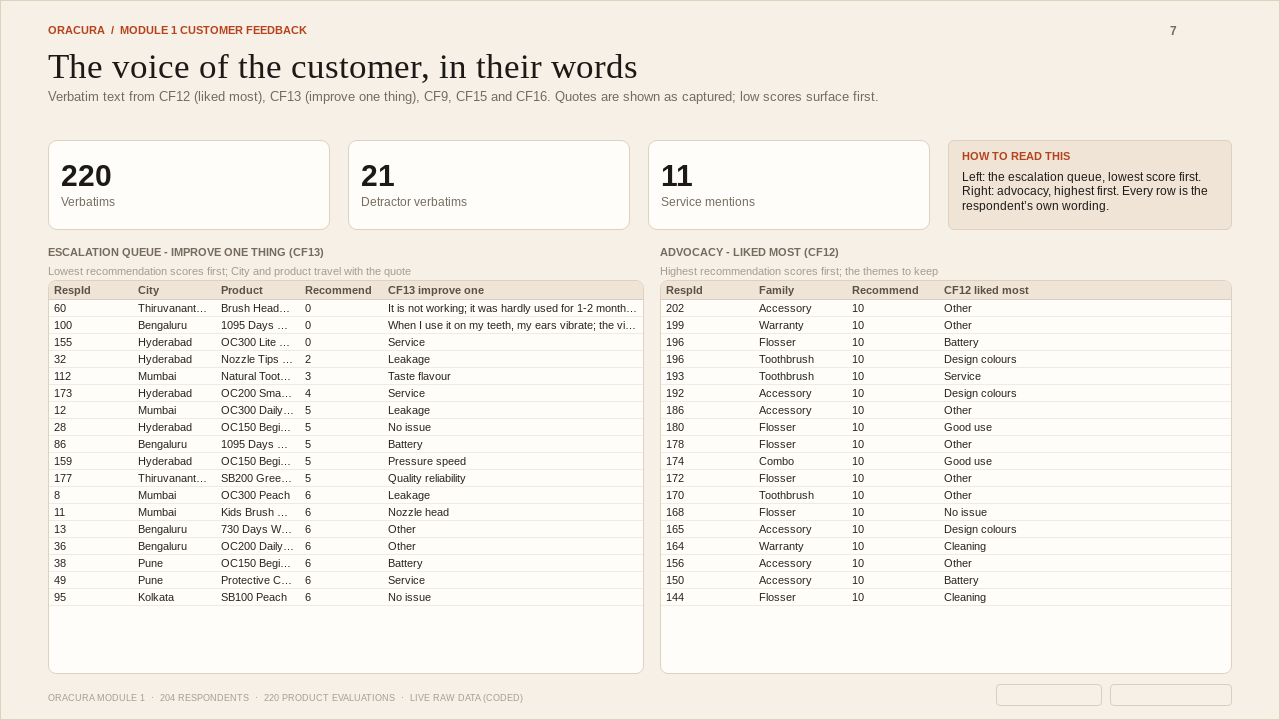 ORACURA / MODULE 1 CUSTOMER FEEDBACK
7
The voice of the customer, in their words
Verbatim text from CF12 (liked most), CF13 (improve one thing), CF9, CF15 and CF16. Quotes are shown as captured; low scores surface first.
220
Verbatims
21
Detractor verbatims
11
Service mentions
HOW TO READ THIS
Left: the escalation queue, lowest score first.
Right: advocacy, highest first. Every row is the
respondent's own wording.
ESCALATION QUEUE - IMPROVE ONE THING (CF13)
Lowest recommendation scores first; City and product travel with the quote
RespId City Product Recommend CF13 improve one
60 Thiruvanant... Brush Head... 0 It is not working; it was hardly used for 1-2 month...
100 Bengaluru 1095 Days ... 0 When I use it on my teeth, my ears vibrate; the vi...
155 Hyderabad OC300 Lite ... 0 Service
32 Hyderabad Nozzle Tips ... 2 Leakage
112 Mumbai Natural Toot... 3 Taste flavour
173 Hyderabad OC200 Sma... 4 Service
12 Mumbai OC300 Daily... 5 Leakage
28 Hyderabad OC150 Begi... 5 No issue
86 Bengaluru 1095 Days ... 5 Battery
159 Hyderabad OC150 Begi... 5 Pressure speed
177 Thiruvanant... SB200 Gree... 5 Quality reliability
8 Mumbai OC300 Peach 6 Leakage
11 Mumbai Kids Brush ... 6 Nozzle head
13 Bengaluru 730 Days W... 6 Other
36 Bengaluru OC200 Daily... 6 Other
38 Pune OC150 Begi... 6 Battery
49 Pune Protective C... 6 Service
95 Kolkata SB100 Peach 6 No issue
ADVOCACY - LIKED MOST (CF12)
Highest recommendation scores first; the themes to keep
RespId Family Recommend CF12 liked most
202 Accessory 10 Other
199 Warranty 10 Other
196 Flosser 10 Battery
196 Toothbrush 10 Design colours
193 Toothbrush 10 Service
192 Accessory 10 Design colours
186 Accessory 10 Other
180 Flosser 10 Good use
178 Flosser 10 Other
174 Combo 10 Good use
172 Flosser 10 Other
170 Toothbrush 10 Other
168 Flosser 10 No issue
165 Accessory 10 Design colours
164 Warranty 10 Cleaning
156 Accessory 10 Other
150 Accessory 10 Battery
144 Flosser 10 Cleaning
ORACURA MODULE 1 · 204 RESPONDENTS · 220 PRODUCT EVALUATIONS · LIVE RAW DATA (CODED)